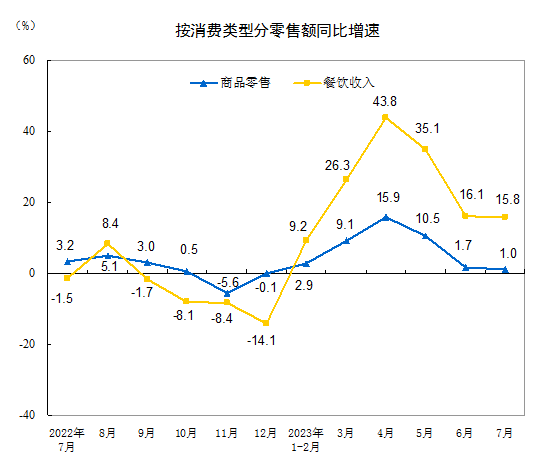 (%)
按消费类型分零售额同比增速
60
商品零售 餐饮收入
43.8
40
35.1
26.3
20
15.9 16.1 15.8
8.4 9.2 9.1 10.5
3.2 3.0 0.5 1.7 1.0
5.1
0
-1.5 -1.7 -5.6 -0.1 2.9
-8.1 -8.4
-14.1
-20
-40
2022年 8月 9月 10月 11月 12月 2023年 3月 4月 5月 6月 7月
7月 1-2月